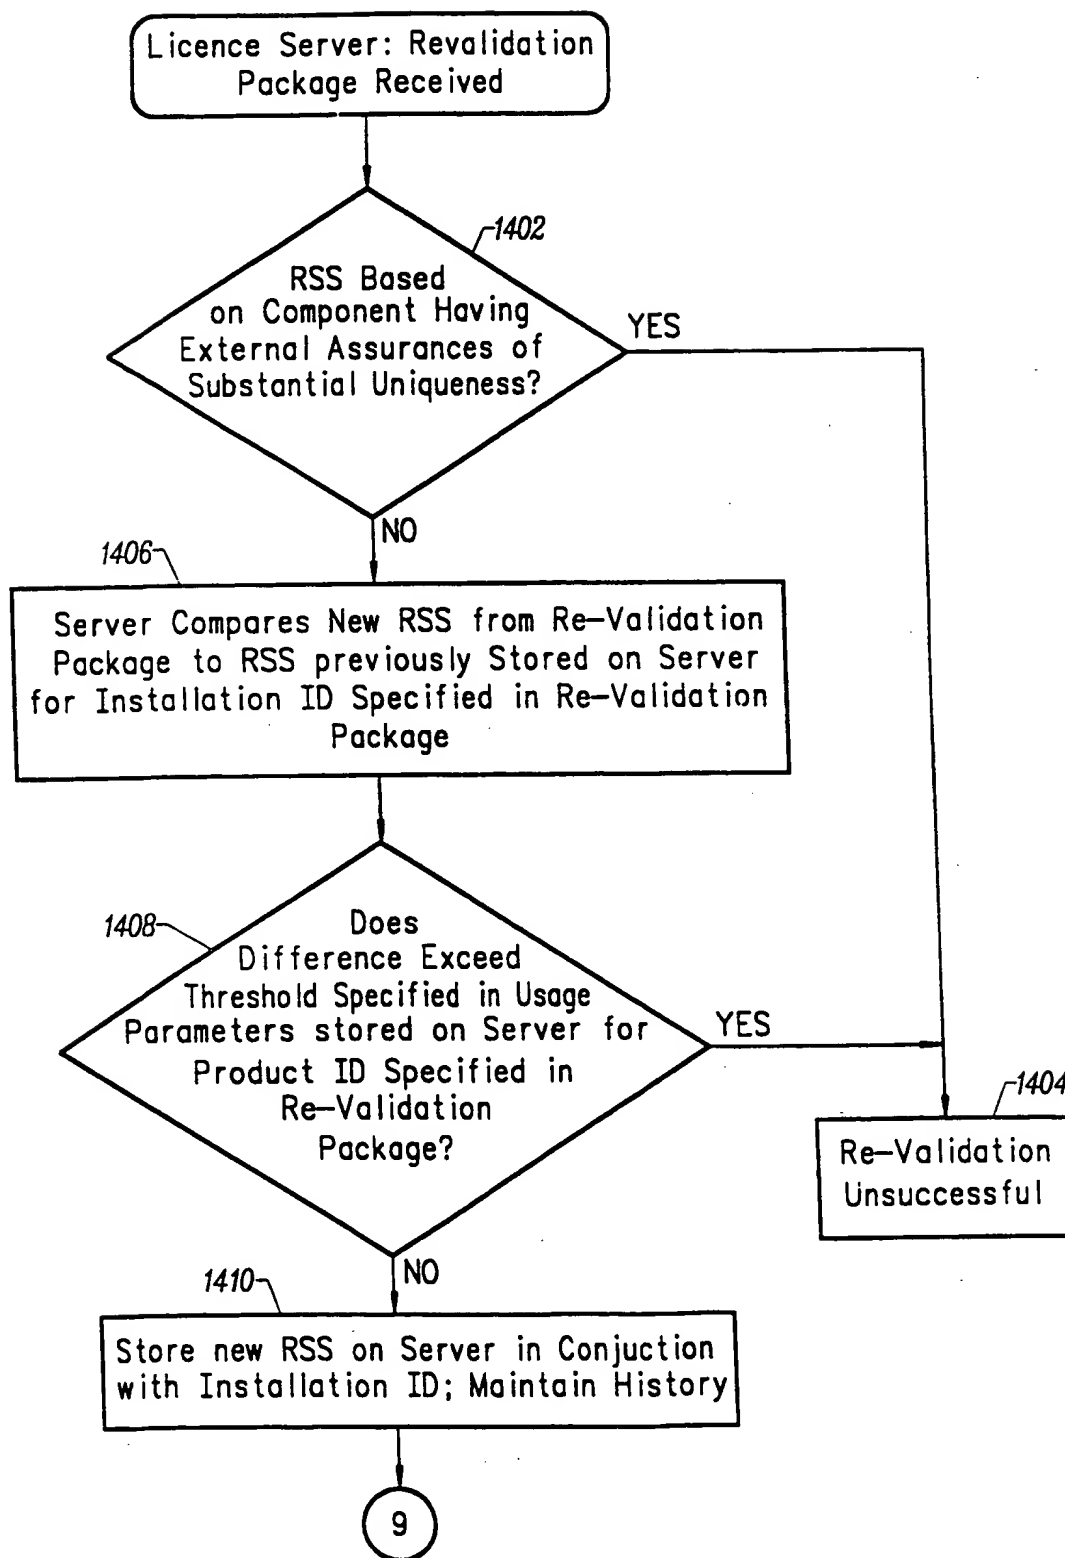 Licence Server: Revalidation
Package Received
1402
RSS Based
on Component Having
External Assurances of
Substantial Uniqueness?
YES
NO
1406
Server Compares New RSS from Re-Validation
Package to RSS previously Stored on Server
for Installation ID Specified in Re-Validation
Package
1408
Does
Difference Exceed
Threshold Specified in Usage
Parameters stored on Server for
Product ID Specified in
Re-Validation
Package?
YES
1404
Re-Validation
Unsuccessful
NO
1410
Store new RSS on Server in Conjuction
with Installation ID; Maintain History
9